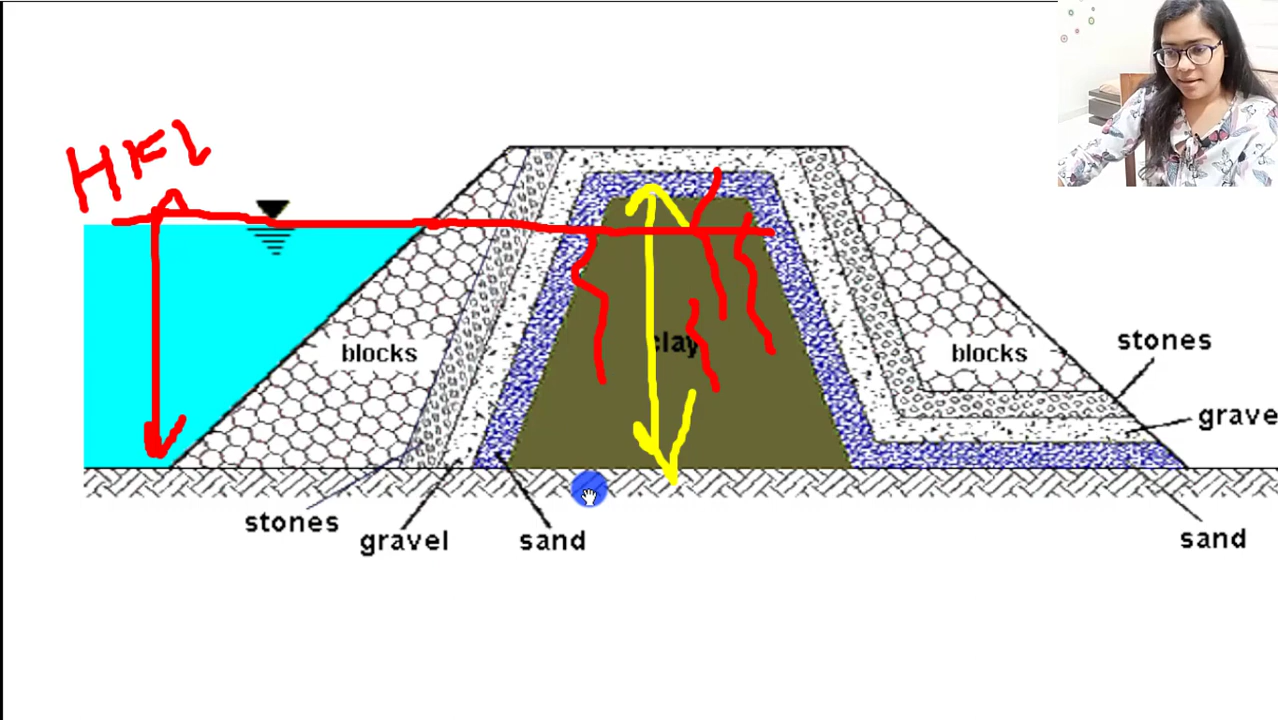 HFL
blocks
clay
blocks
stones
grave
stones
gravel
sand
sand